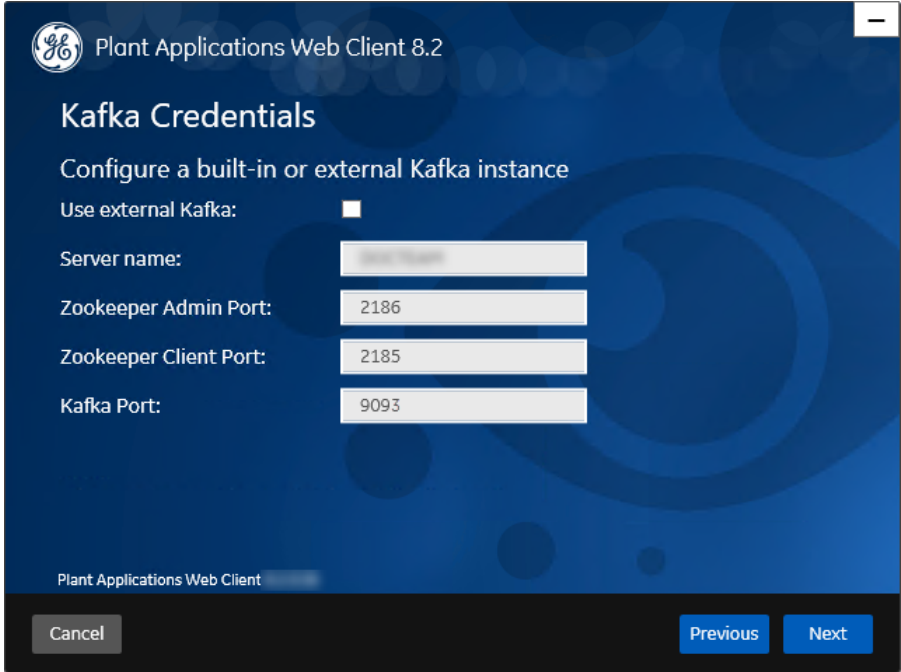 Plant Applications Web Client 8.2
Kafka Credentials
Configure a built-in or external Kafka instance
Use external Kafka:
Server name:
Zookeeper Admin Port: 2186
Zookeeper Client Port: 2185
Kafka Port: 9093
Plant Applications Web Client
Cancel Previous Next